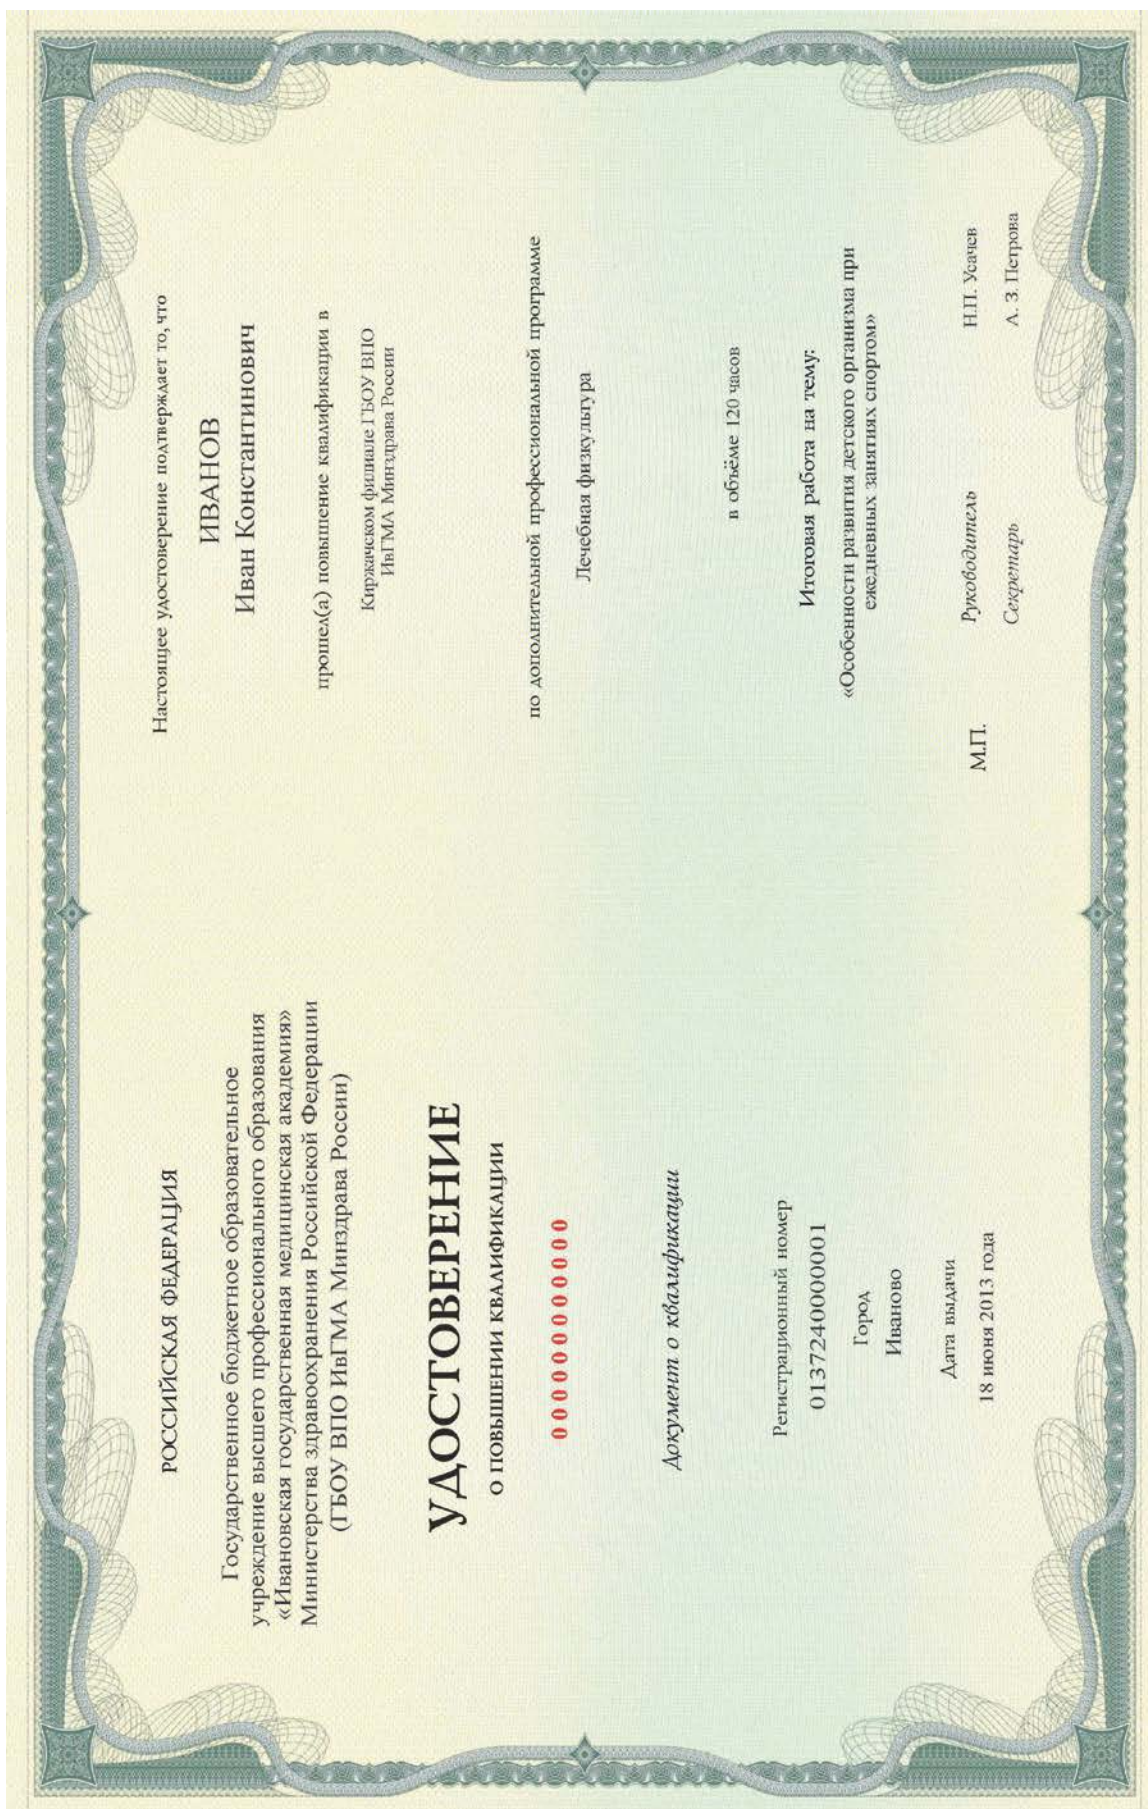 РОССИЙСКАЯ ФЕДЕРАЦИЯ
Государственное бюджетное образовательное
учреждение высшего профессионального образования
«Ивановская государственная медицинская академия»
Министерства здравоохранения Российской Федерации
(ГБОУ ВПО ИвГМА Минздрава России)
УДОСТОВЕРЕНИЕ
О ПОВЫШЕНИИ КВАЛИФИКАЦИИ
000000000000
Документ о квалификации
Регистрационный номер
0137240000001
Город
Иваново
Дата выдачи
18 июня 2013 года
Настоящее удостоверение подтверждает то, что
ИВАНОВ
Иван Константинович
прошел(а) повышение квалификации в
Киржачском филиале ГБОУ ВПО
ИвГМА Минздрава России
по дополнительной профессиональной программе
Лечебная физкультура
в объёме 120 часов
Итоговая работа на тему:
«Особенности развития детского организма при
ежедневных занятиях спортом»
М.П.
Руководитель Н.П. Усачев
Секретарь А. З. Петрова